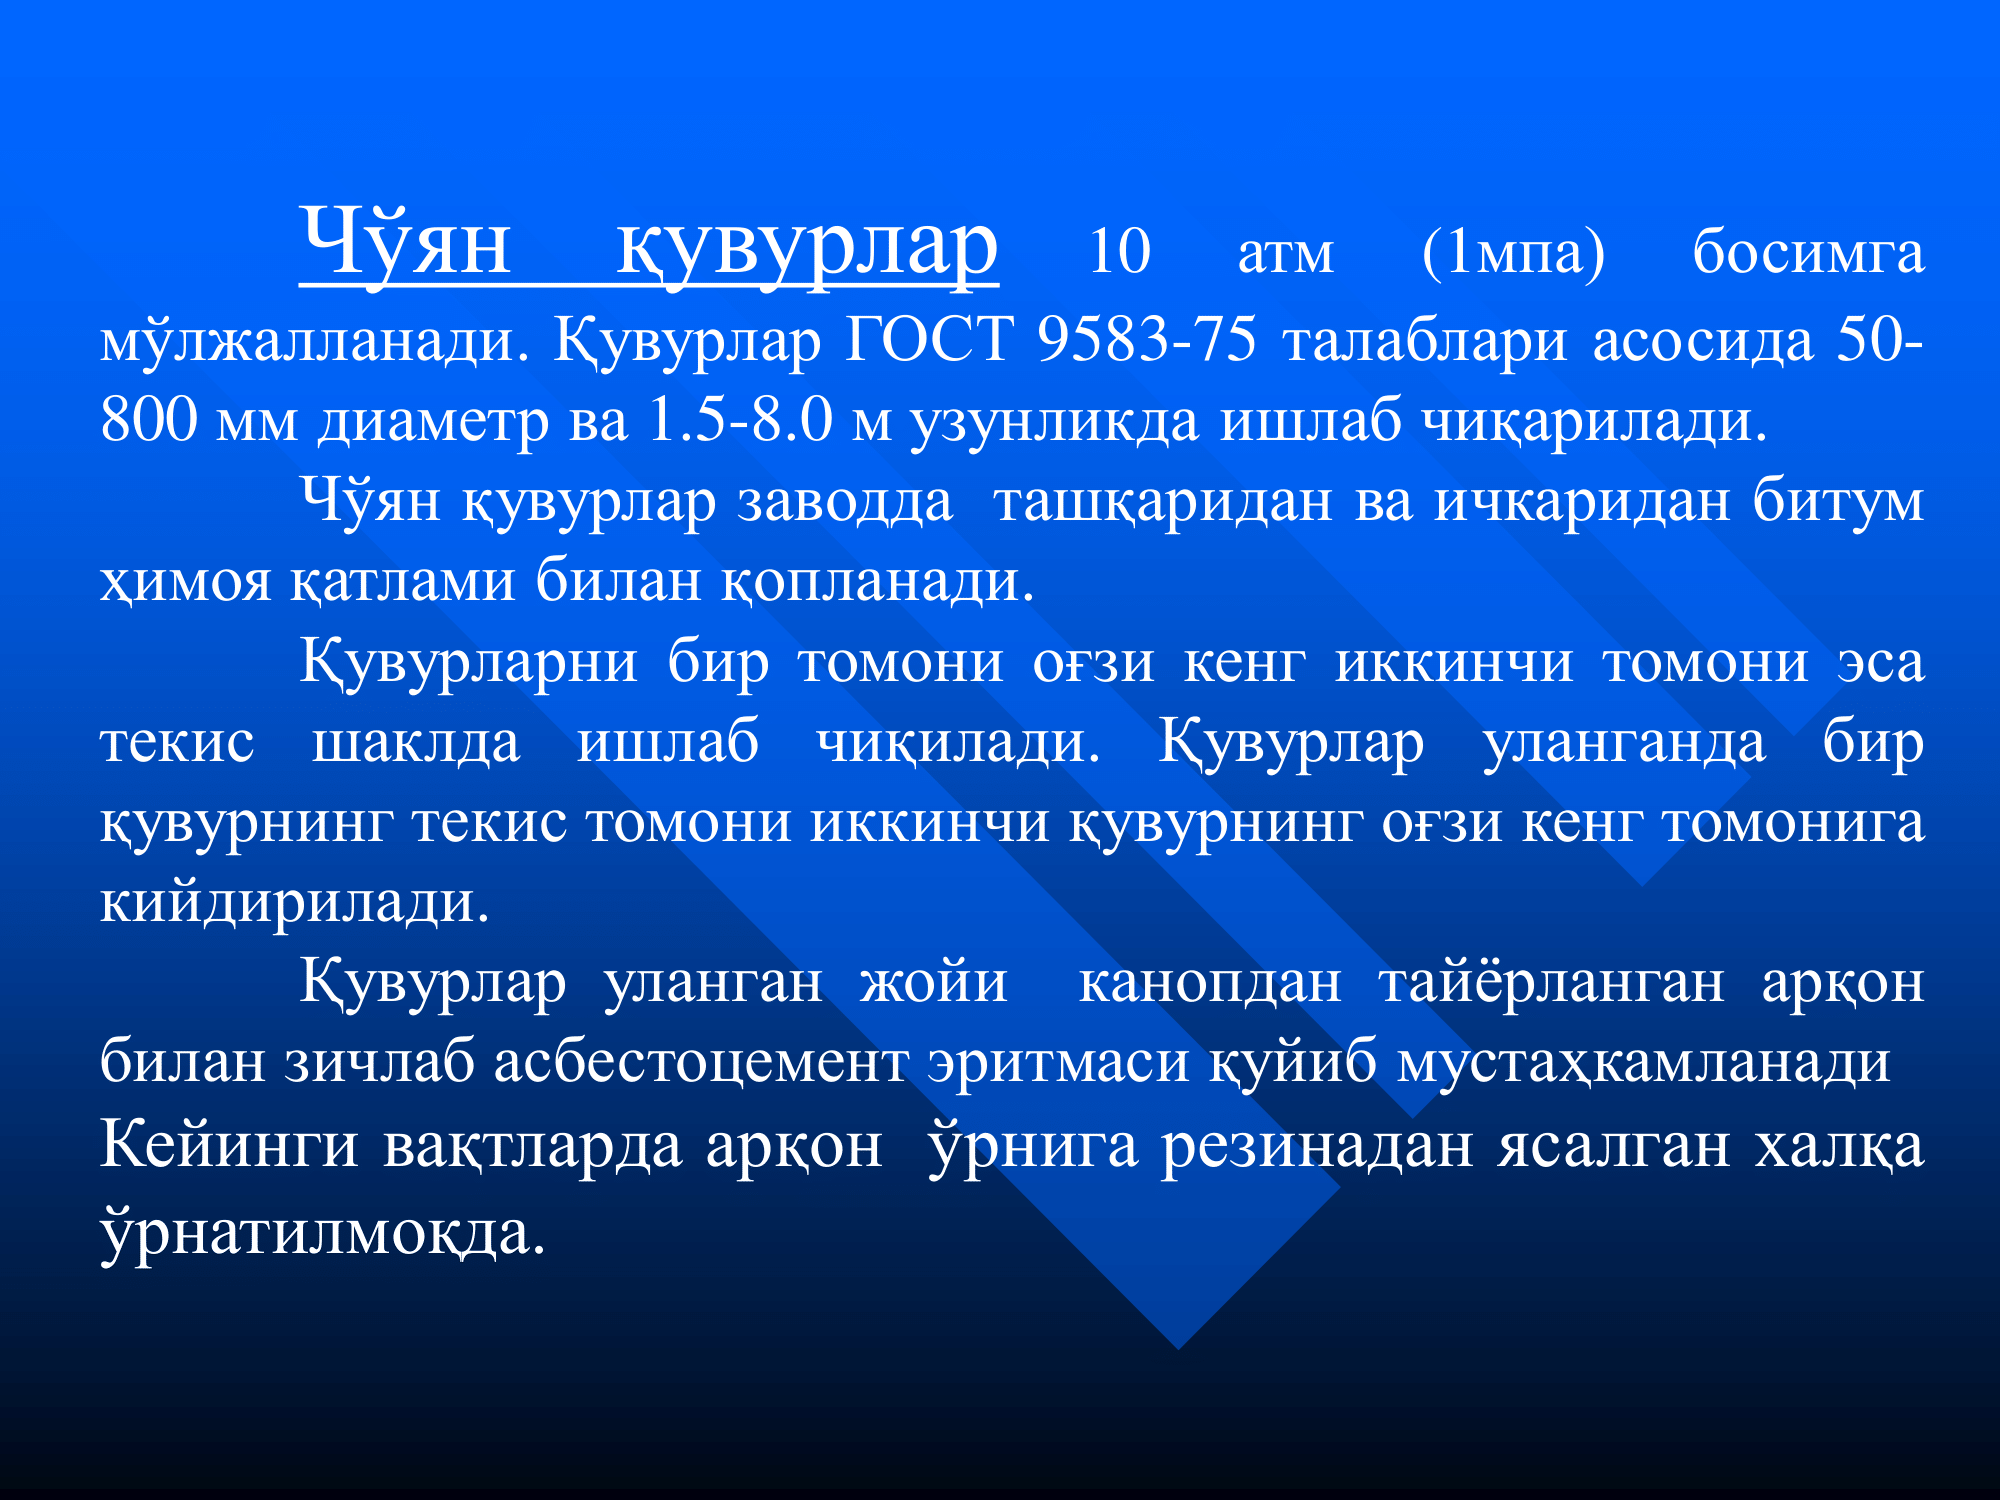 Чўян қувурлар 10 атм (1мпа) босимга
мўлжалланади. Қувурлар ГОСТ 9583-75 талаблари асосида 50-
800 мм диаметр ва 1.5-8.0 м узунликда ишлаб чиқарилади.
Чўян қувурлар заводда ташқаридан ва ичкаридан битум
ҳимоя қатлами билан қопланади.
Қувурларни бир томони оғзи кенг иккинчи томони эса
текис шаклда ишлаб чиқилади. Қувурлар уланганда бир
қувурнинг текис томони иккинчи қувурнинг оғзи кенг томонига
кийдирилади.
Қувурлар уланган жойи канопдан тайёрланган арқон
билан зичлаб асбестоцемент эритмаси қуйиб мустаҳкамланади
Кейинги вақтларда арқон ўрнига резинадан ясалган халқа
ўрнатилмоқда.